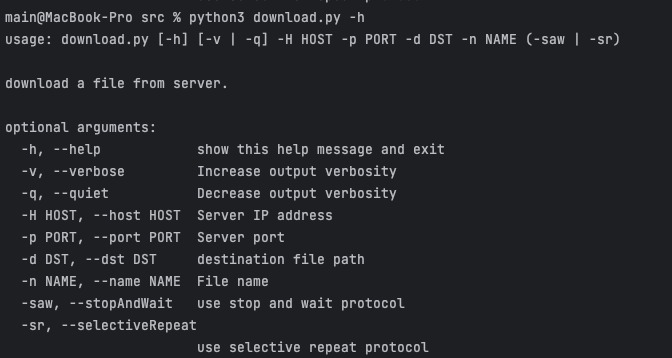 main@MacBook-Pro src % python3 download.py -h
usage: download.py [-h] [-v | -q] -H HOST -p PORT -d DST -n NAME (-saw | -sr)
download a file from server.
optional arguments:
-h, --help show this help message and exit
-v, --verbose Increase output verbosity
-q, --quiet Decrease output verbosity
-H HOST, --host HOST Server IP address
-p PORT, --port PORT Server port
-d DST, --dst DST destination file path
-n NAME, --name NAME File name
-saw, --stopAndWait use stop and wait protocol
-sr, --selectiveRepeat
use selective repeat protocol